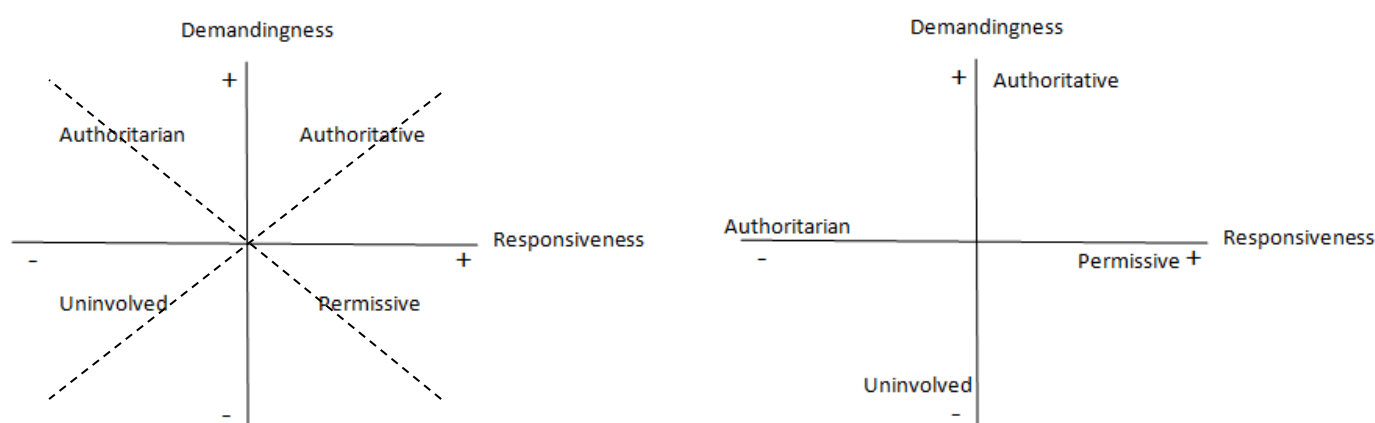 Demandingness
+
Authoritarian
Authoritative
Responsiveness
-
+
Uninvolved
Permissive
-
Demandingness
+
Authoritative
Authoritarian
Responsiveness
-
Permissive +
Uninvolved
-